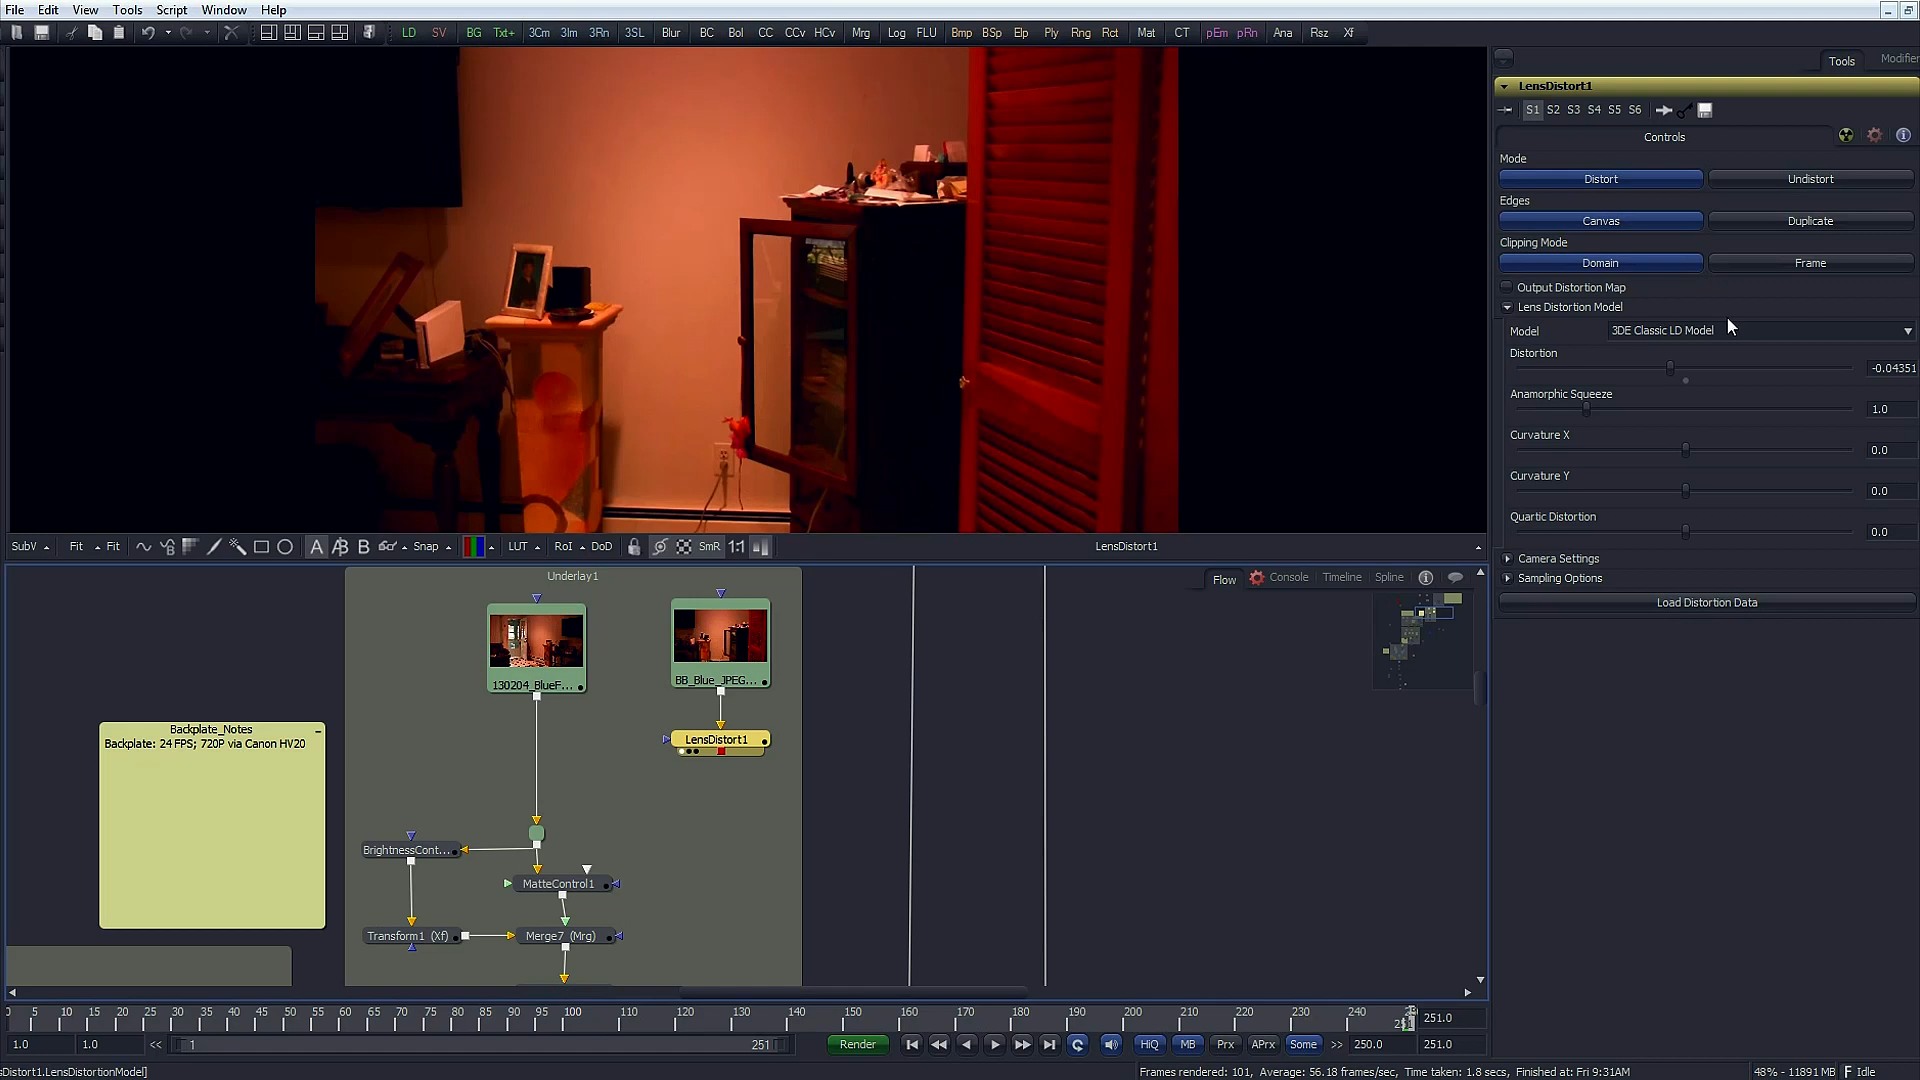 File Edit View Tools Script Window Help
LD SV BG Txt+ 3Cm 3Im 3Rn 3SL Blur BC Bol CC CCv HCv Mrg Log FLU Bmp BSp Elp Ply Rng Rct Mat CT pEm pRn Ana Rsz Xf
Tools Modifier
LensDistort1
S1 S2 S3 S4 S5 S6
Controls
Mode
Distort Undistort
Edges
Canvas Duplicate
Clipping Mode
Domain Frame
Output Distortion Map
Lens Distortion Model
Model 3DE Classic LD Model
Distortion
-0.04351
Anamorphic Squeeze
1.0
Curvature X
0.0
Curvature Y
0.0
Quartic Distortion
0.0
Camera Settings
Sampling Options
Load Distortion Data
SubV Fit Fit A B B Snap LUT RoI DoD SmR 1:1 LensDistort1
Flow Console Timeline Spline
Underlay1
130204_BlueF...
BB_Blue_JPEG...
LensDistort1
Backplate_Notes
Backplate: 24 FPS; 720P via Canon HV20
BrightnessCont...
MatteControl1
Transform1 (Xf)
Merge7 (Mrg)
5 10 15 20 25 30 35 40 45 50 55 60 65 70 75 80 85 90 95 100 110 120 130 140 150 160 170 180 190 200 210 220 230 240
251.0
1.0 1.0 << 1 251 Render HiQ MB Prx APrx Some >> 250.0 251.0
sDistort1.LensDistortionModel]
Frames rendered: 101, Average: 56.18 frames/sec, Time taken: 1.8 secs, Finished at: Fri 9:31AM
48% - 11891 MB Idle